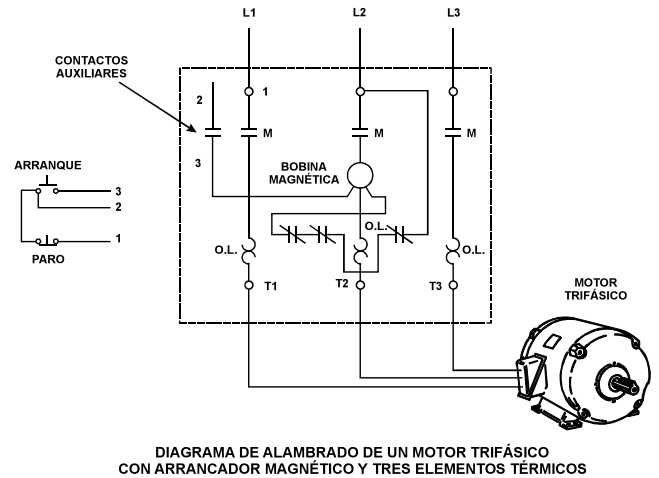 L1
L2
L3
CONTACTOS
AUXILIARES
2
1
M
M
M
3
BOBINA
MAGNÉTICA
ARRANQUE
3
2
1
PARO
O.L.
O.L.
O.L.
T1
T2
T3
MOTOR
TRIFÁSICO
DIAGRAMA DE ALAMBRADO DE UN MOTOR TRIFÁSICO
CON ARRANCADOR MAGNÉTICO Y TRES ELEMENTOS TÉRMICOS